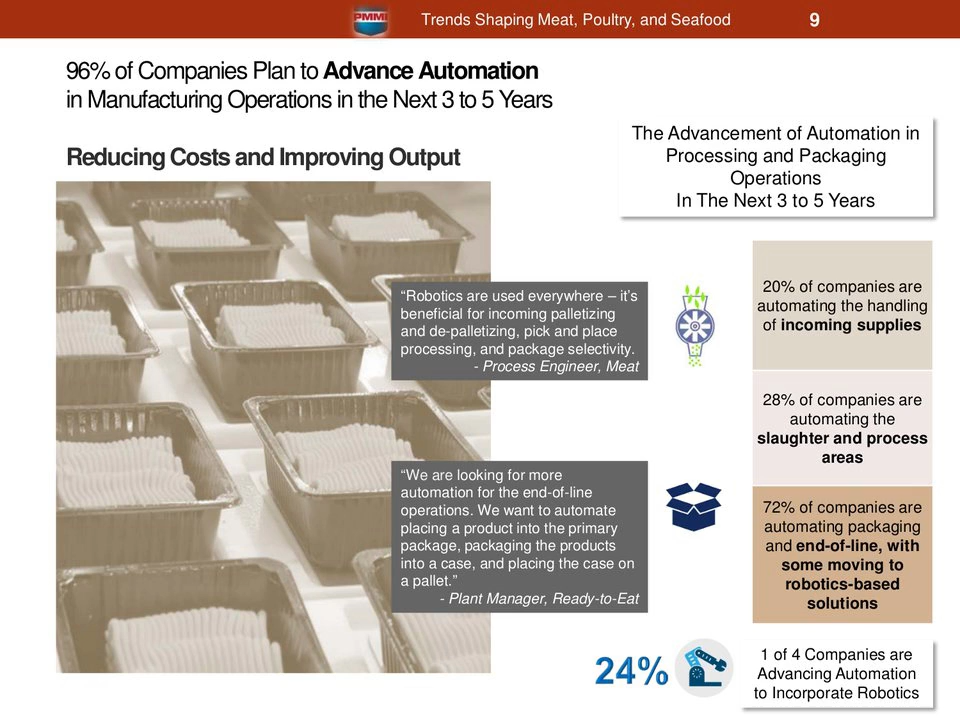 PMMI
Trends Shaping Meat, Poultry, and Seafood
9
96% of Companies Plan to Advance Automation
in Manufacturing Operations in the Next 3 to 5 Years
Reducing Costs and Improving Output
The Advancement of Automation in
Processing and Packaging
Operations
In The Next 3 to 5 Years
“Robotics are used everywhere – it’s
beneficial for incoming palletizing
and de-palletizing, pick and place
processing, and package selectivity.
- Process Engineer, Meat
20% of companies are
automating the handling
of incoming supplies
28% of companies are
automating the
slaughter and process
areas
“We are looking for more
automation for the end-of-line
operations. We want to automate
placing a product into the primary
package, packaging the products
into a case, and placing the case on
a pallet.”
- Plant Manager, Ready-to-Eat
72% of companies are
automating packaging
and end-of-line, with
some moving to
robotics-based
solutions
24%
1 of 4 Companies are
Advancing Automation
to Incorporate Robotics